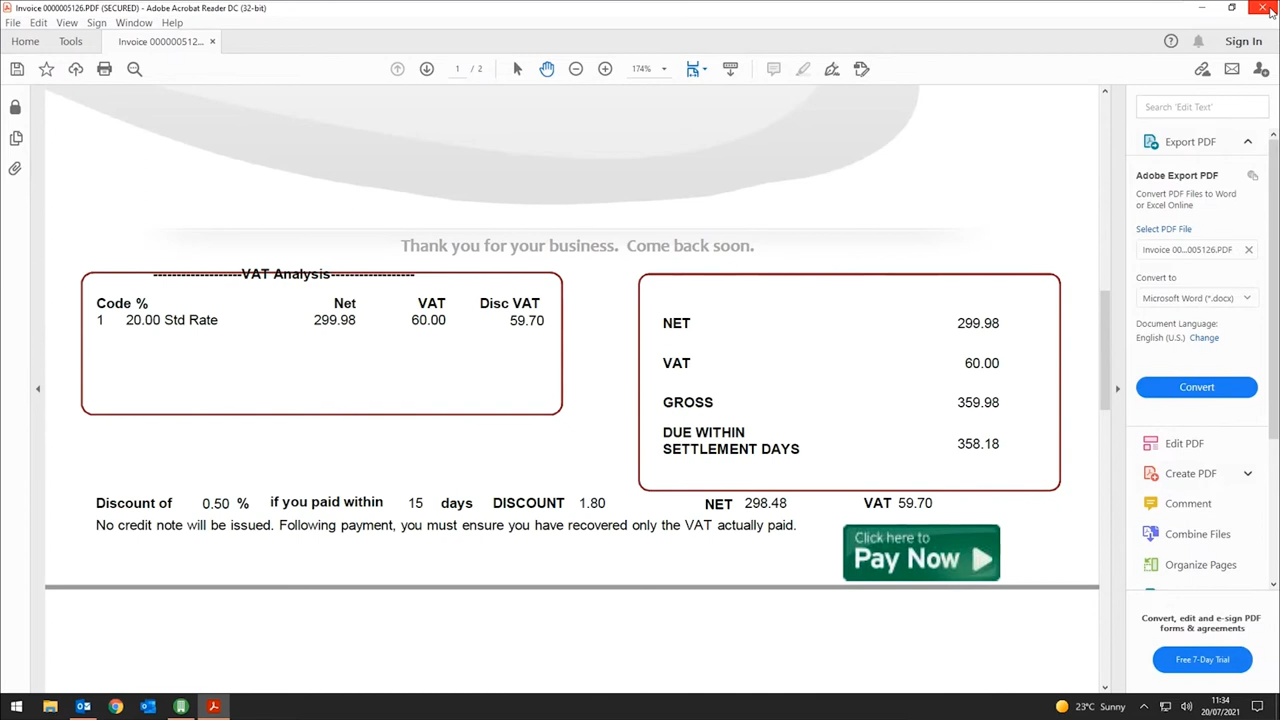 Invoice 0000005126.PDF (SECURED) - Adobe Acrobat Reader DC (32-bit)
File Edit View Sign Window Help
Home Tools Invoice 000000512... × Sign In
1 / 2 174%
Search 'Edit Text'
Export PDF
Adobe Export PDF
Convert PDF Files to Word
or Excel Online
Select PDF File
Invoice 00...005126.PDF
Convert to
Microsoft Word (*.docx)
Document Language:
English (U.S.) Change
Convert
Edit PDF
Create PDF
Comment
Combine Files
Organize Pages
Convert, edit and e-sign PDF
forms & agreements
Free 7-Day Trial
Thank you for your business. Come back soon.
--------------------VAT Analysis-------------------
Code % Net VAT Disc VAT
1 20.00 Std Rate 299.98 60.00 59.70
NET 299.98
VAT 60.00
GROSS 359.98
DUE WITHIN
SETTLEMENT DAYS 358.18
Discount of 0.50 % if you paid within 15 days DISCOUNT 1.80 NET 298.48 VAT 59.70
No credit note will be issued. Following payment, you must ensure you have recovered only the VAT actually paid.
Click here to
Pay Now
23°C Sunny
11:34
20/07/2021